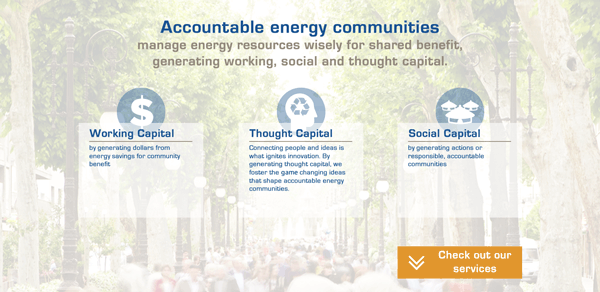 Accountable energy communities
manage energy resources wisely for shared benefit,
generating working, social and thought capital.
$
Working Capital
by generating dollars from
energy savings for community
benefit
Thought Capital
Connecting people and ideas is
what ignites innovation. By
generating thought capital, we
foster the game changing ideas
that shape accountable energy
communities.
Social Capital
by generating actions or
responsible, accountable
communities
Check out our
services